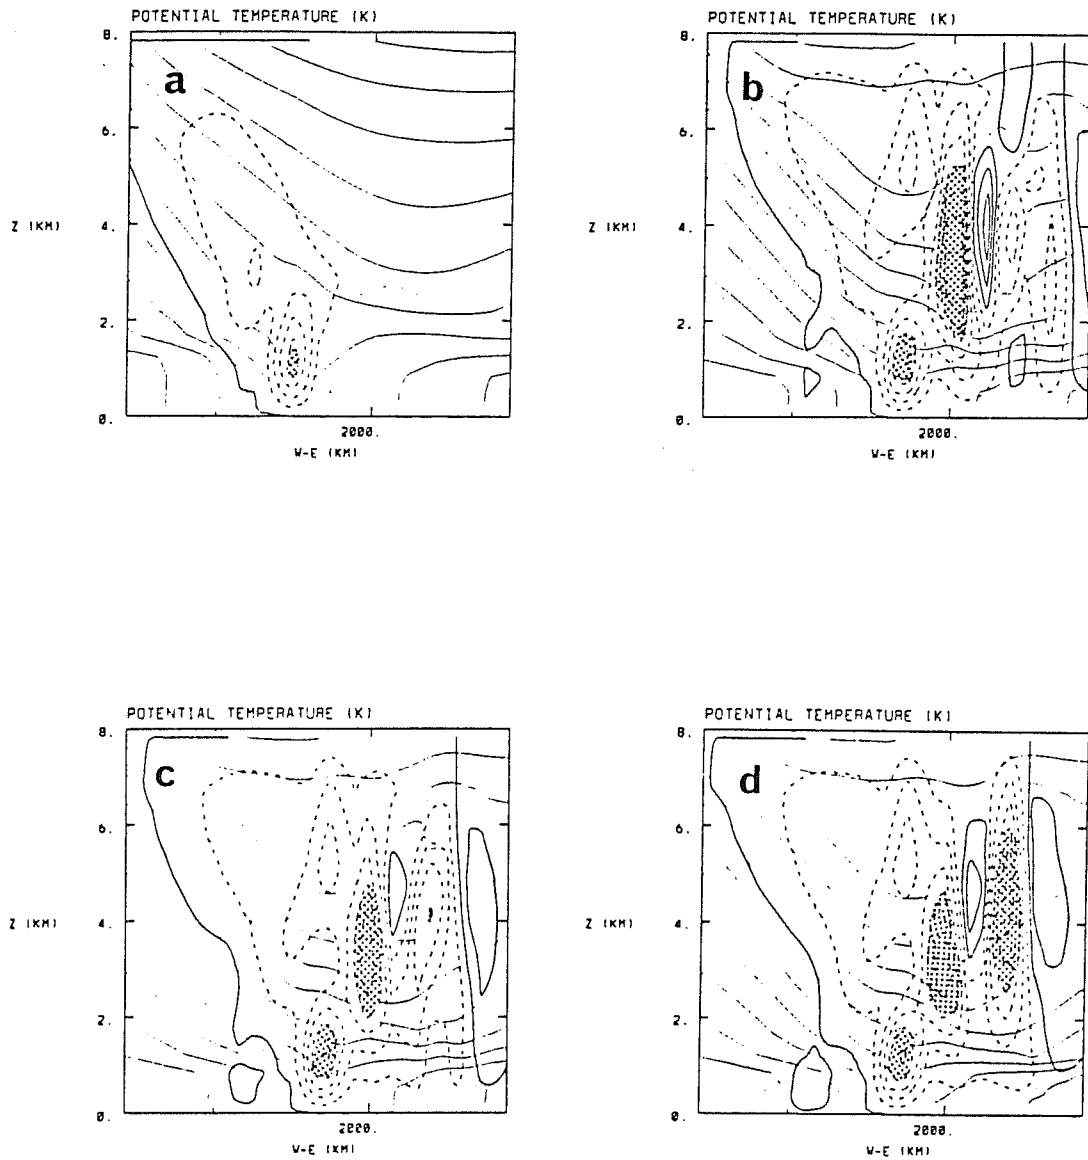 POTENTIAL TEMPERATURE (K)
8.
a
6.
Z (KM)
4.
2.
0.
2000.
W-E (KM)
POTENTIAL TEMPERATURE (K)
8.
b
6.
Z (KM)
4.
2.
0.
2000.
W-E (KM)
POTENTIAL TEMPERATURE (K)
8.
c
6.
Z (KM)
4.
2.
0.
2000.
W-E (KM)
POTENTIAL TEMPERATURE (K)
8.
d
6.
Z (KM)
4.
2.
0.
2000.
W-E (KM)